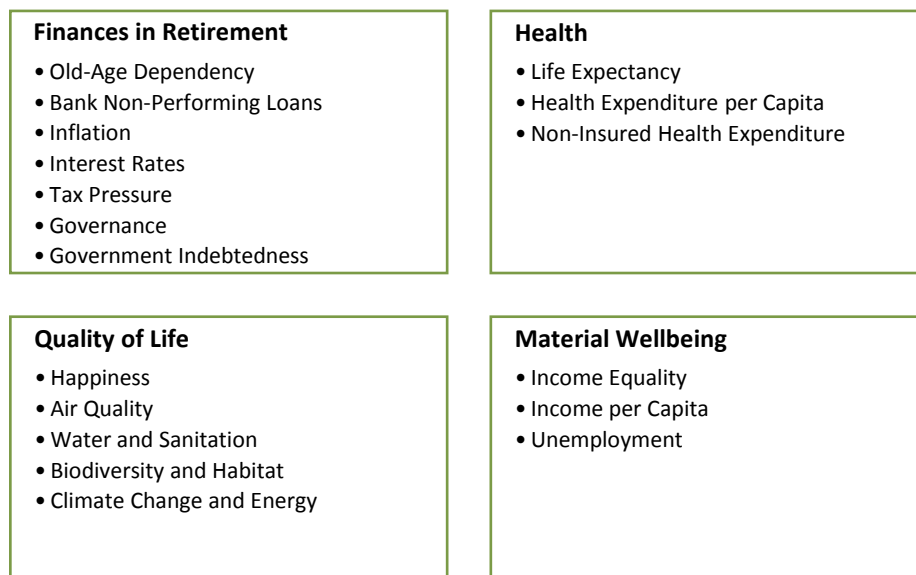 Finances in Retirement
• Old-Age Dependency
• Bank Non-Performing Loans
• Inflation
• Interest Rates
• Tax Pressure
• Governance
• Government Indebtedness
Health
• Life Expectancy
• Health Expenditure per Capita
• Non-Insured Health Expenditure
Quality of Life
• Happiness
• Air Quality
• Water and Sanitation
• Biodiversity and Habitat
• Climate Change and Energy
Material Wellbeing
• Income Equality
• Income per Capita
• Unemployment